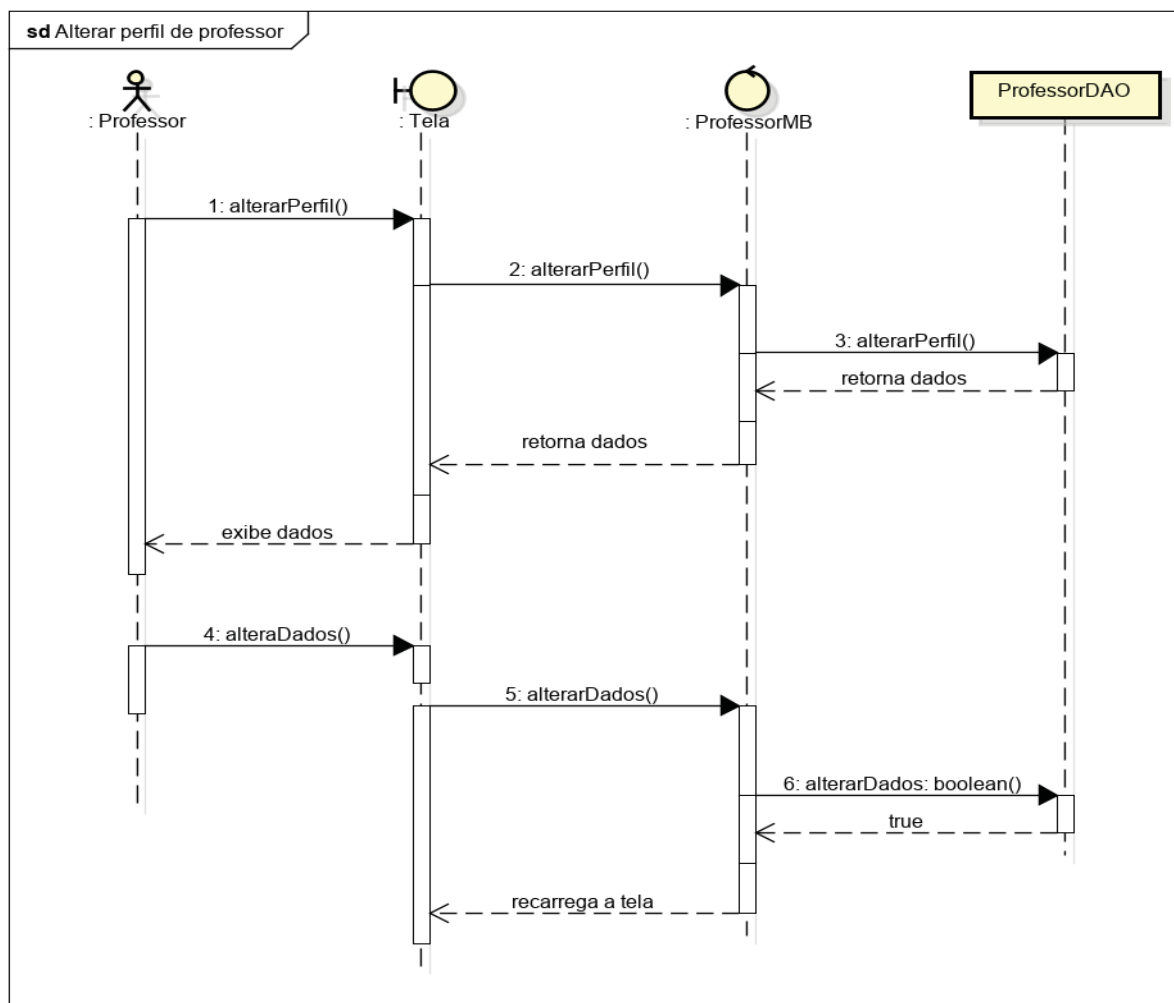 sd Alterar perfil de professor
: Professor
: Tela
: ProfessorMB
ProfessorDAO
1: alterarPerfil()
2: alterarPerfil()
3: alterarPerfil()
retorna dados
retorna dados
exibe dados
4: alteraDados()
5: alterarDados()
6: alterarDados: boolean()
true
recarrega a tela